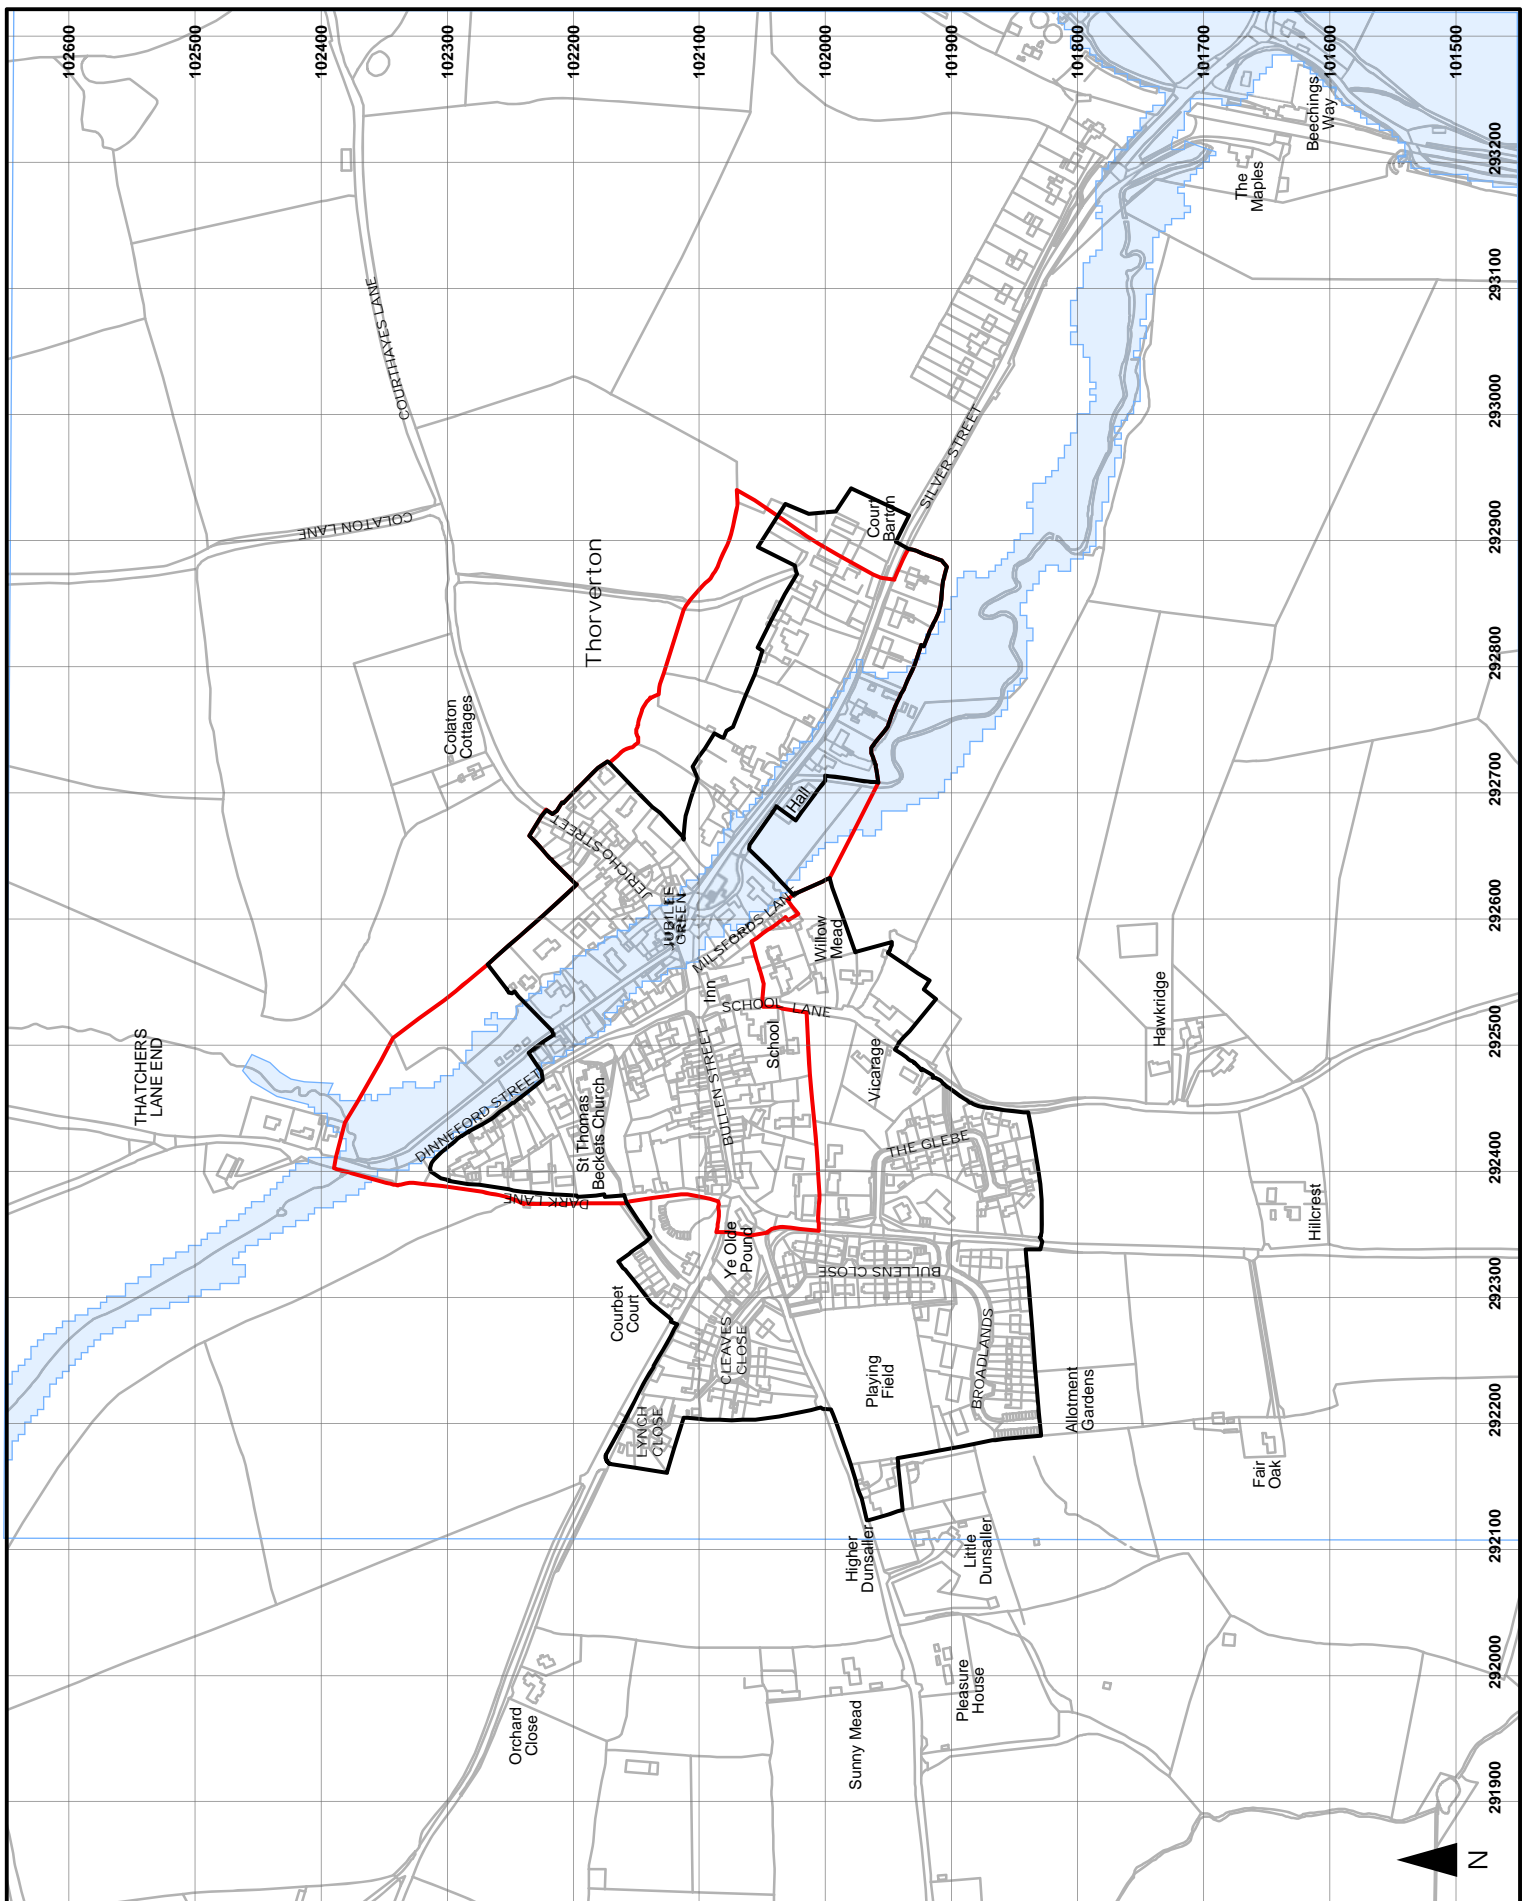 102600
102500
102400
102300
102200
102100
102000
101900
101800
101700
101600
101500
293200
293100
293000
292900
292800
292700
292600
292500
292400
292300
292200
292100
292000
291900
THATCHERS
LANE END
COURTHAYES LANE
COLATON LANE
Thorverton
Colaton
Cottages
JERICHO STREET
JUBILEE
GREEN
MILSFORDS LANE
Hall
Court
Barton
SILVER STREET
The
Maples
Beechings
Way
DINNEFORD STREET
PARK LANE
St Thomas
Beckets Church
BULLEN STREET
Inn
SCHOOL LANE
School
Willow
Mead
Vicarage
THE GLEBE
Hawkridge
Hillcrest
Ye Olde
Pound
Courbet
Court
CLEAVES
CLOSE
LYNCH
CLOSE
BULLENS CLOSE
BROADLANDS
Playing
Field
Allotment
Gardens
Fair
Oak
Higher
Dunsaller
Little
Dunsaller
Pleasure
House
Sunny Mead
Orchard
Close
N